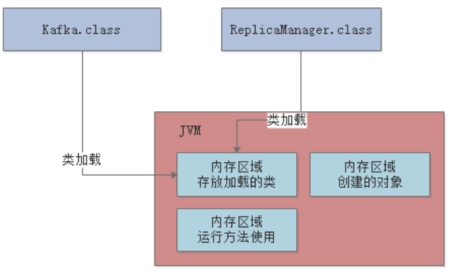 Kafka.class
ReplicaManager.class
类加载
JVM
类加载
内存区域
存放加载的类
内存区域
创建的对象
内存区域
运行方法使用